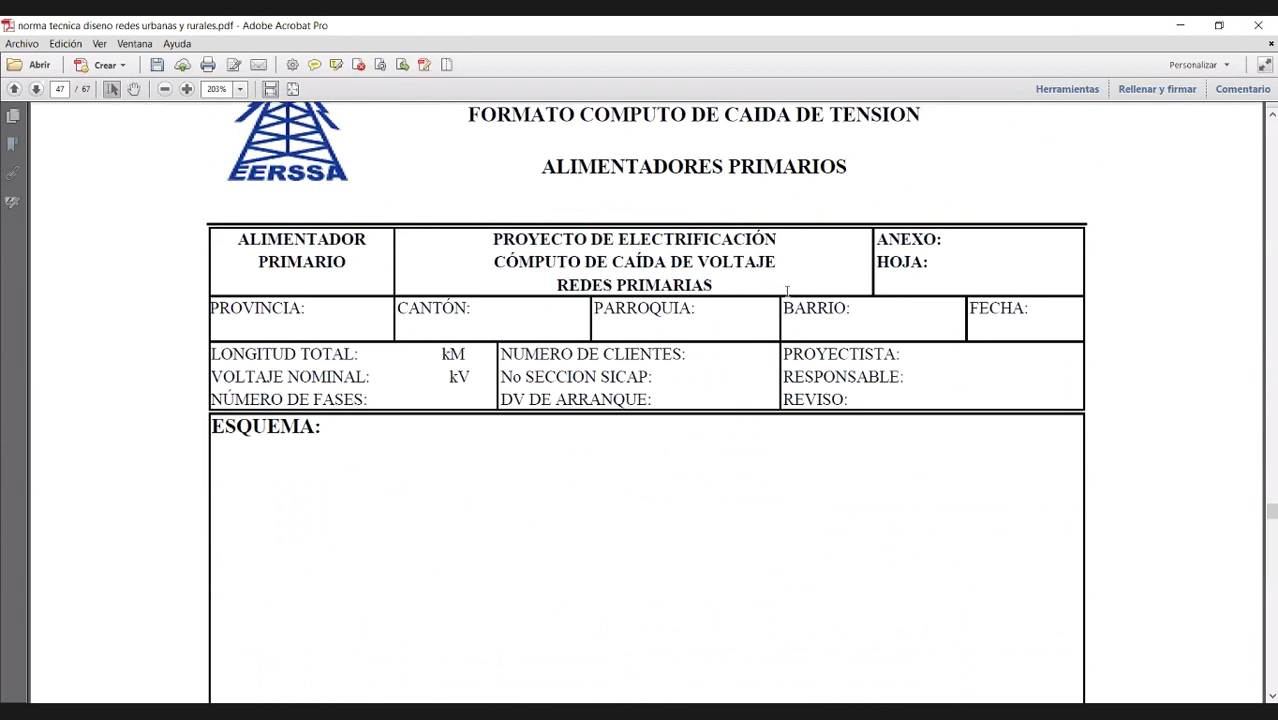 norma tecnica diseno redes urbanas y rurales.pdf - Adobe Acrobat Pro
Archivo Edición Ver Ventana Ayuda
Abrir Crear Personalizar
47 / 67 203% Herramientas Rellenar y firmar Comentario
FORMATO COMPUTO DE CAIDA DE TENSION
ALIMENTADORES PRIMARIOS
EERSSA
ALIMENTADOR PRIMARIO
PROYECTO DE ELECTRIFICACIÓN
CÓMPUTO DE CAÍDA DE VOLTAJE
REDES PRIMARIAS
ANEXO:
HOJA:
PROVINCIA: CANTÓN: PARROQUIA: BARRIO: FECHA:
LONGITUD TOTAL: kM NUMERO DE CLIENTES: PROYECTISTA:
VOLTAJE NOMINAL: kV No SECCION SICAP: RESPONSABLE:
NÚMERO DE FASES: DV DE ARRANQUE: REVISO:
ESQUEMA: